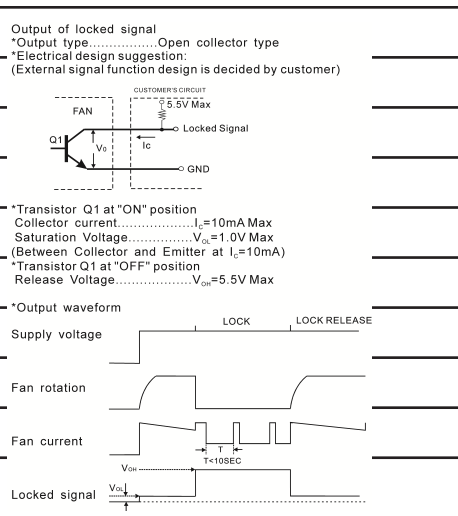 Output of locked signal
*Output type.................Open collector type
*Electrical design suggestion:
(External signal function design is decided by customer)
CUSTOMER'S CIRCUIT
FAN
5.5V Max
Locked Signal
Q1
Vo
Ic
GND
*Transistor Q1 at "ON" position
Collector current...................IC=10mA Max
Saturation Voltage................VOL=1.0V Max
(Between Collector and Emitter at IC=10mA)
*Transistor Q1 at "OFF" position
Release Voltage...................VOH=5.5V Max
*Output waveform
LOCK
LOCK RELEASE
Supply voltage
Fan rotation
Fan current
T
T<10SEC
VOH
VOL
Locked signal